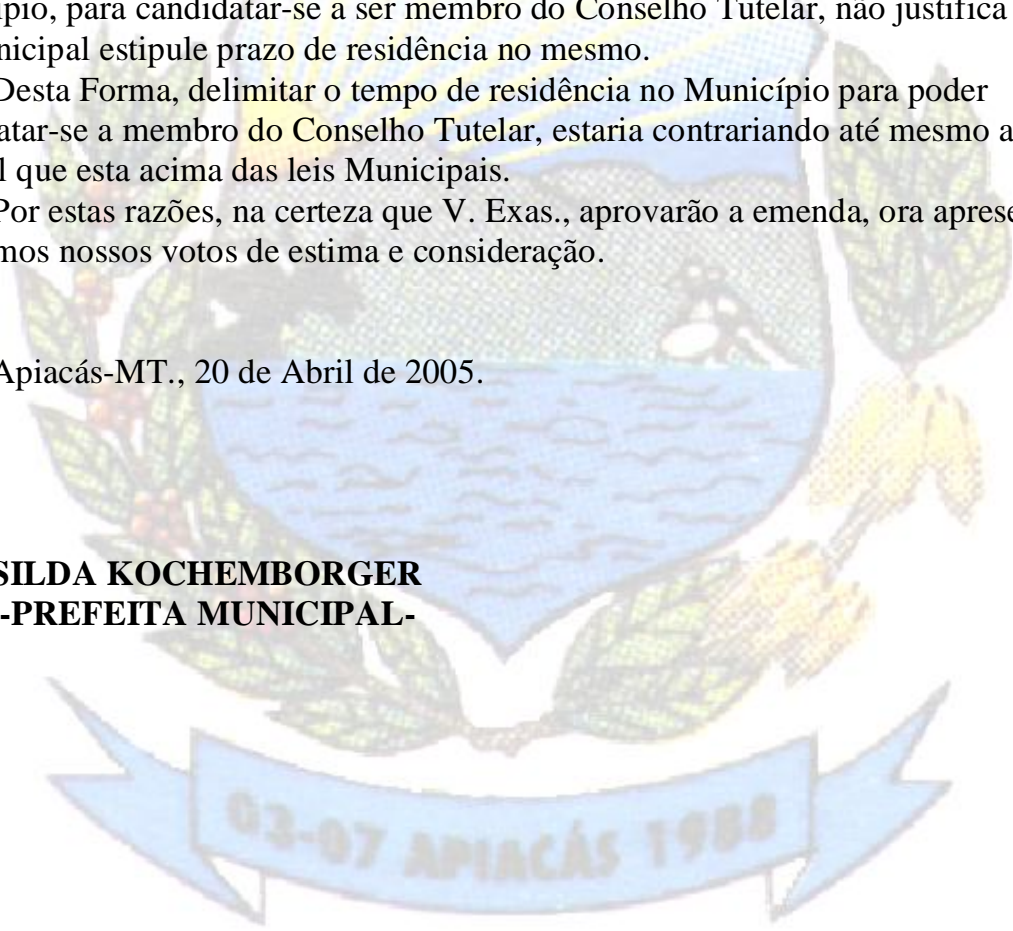 ípio, para candidatar-se a ser membro do Conselho Tutelar, não justifica
nicipal estipule prazo de residência no mesmo.
Desta Forma, delimitar o tempo de residência no Município para poder
atar-se a membro do Conselho Tutelar, estaria contrariando até mesmo a
l que esta acima das leis Municipais.
Por estas razões, na certeza que V. Exas., aprovarão a emenda, ora aprese
mos nossos votos de estima e consideração.
Apiacás-MT., 20 de Abril de 2005.
SILDA KOCHEMBORGER
-PREFEITA MUNICIPAL-
03-07 APIACÁS 1988